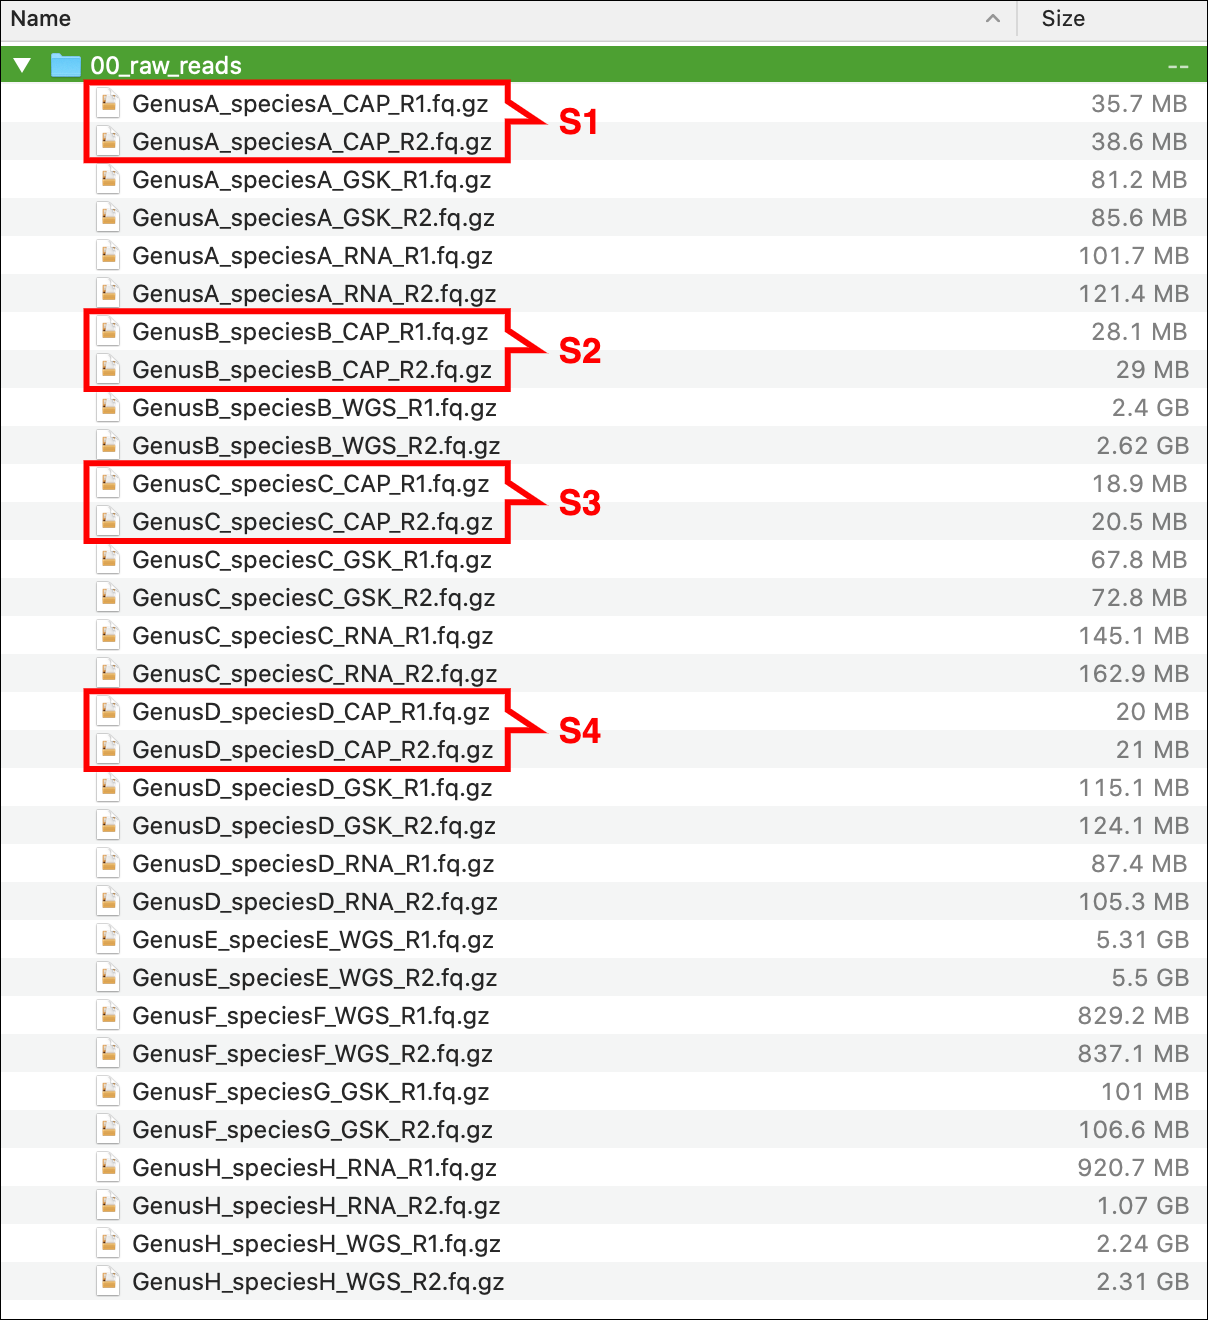 Name Size
00_raw_reads --
GenusA_speciesA_CAP_R1.fq.gz 35.7 MB
S1
GenusA_speciesA_CAP_R2.fq.gz 38.6 MB
GenusA_speciesA_GSK_R1.fq.gz 81.2 MB
GenusA_speciesA_GSK_R2.fq.gz 85.6 MB
GenusA_speciesA_RNA_R1.fq.gz 101.7 MB
GenusA_speciesA_RNA_R2.fq.gz 121.4 MB
GenusB_speciesB_CAP_R1.fq.gz 28.1 MB
S2
GenusB_speciesB_CAP_R2.fq.gz 29 MB
GenusB_speciesB_WGS_R1.fq.gz 2.4 GB
GenusB_speciesB_WGS_R2.fq.gz 2.62 GB
GenusC_speciesC_CAP_R1.fq.gz 18.9 MB
S3
GenusC_speciesC_CAP_R2.fq.gz 20.5 MB
GenusC_speciesC_GSK_R1.fq.gz 67.8 MB
GenusC_speciesC_GSK_R2.fq.gz 72.8 MB
GenusC_speciesC_RNA_R1.fq.gz 145.1 MB
GenusC_speciesC_RNA_R2.fq.gz 162.9 MB
GenusD_speciesD_CAP_R1.fq.gz 20 MB
S4
GenusD_speciesD_CAP_R2.fq.gz 21 MB
GenusD_speciesD_GSK_R1.fq.gz 115.1 MB
GenusD_speciesD_GSK_R2.fq.gz 124.1 MB
GenusD_speciesD_RNA_R1.fq.gz 87.4 MB
GenusD_speciesD_RNA_R2.fq.gz 105.3 MB
GenusE_speciesE_WGS_R1.fq.gz 5.31 GB
GenusE_speciesE_WGS_R2.fq.gz 5.5 GB
GenusF_speciesF_WGS_R1.fq.gz 829.2 MB
GenusF_speciesF_WGS_R2.fq.gz 837.1 MB
GenusF_speciesG_GSK_R1.fq.gz 101 MB
GenusF_speciesG_GSK_R2.fq.gz 106.6 MB
GenusH_speciesH_RNA_R1.fq.gz 920.7 MB
GenusH_speciesH_RNA_R2.fq.gz 1.07 GB
GenusH_speciesH_WGS_R1.fq.gz 2.24 GB
GenusH_speciesH_WGS_R2.fq.gz 2.31 GB